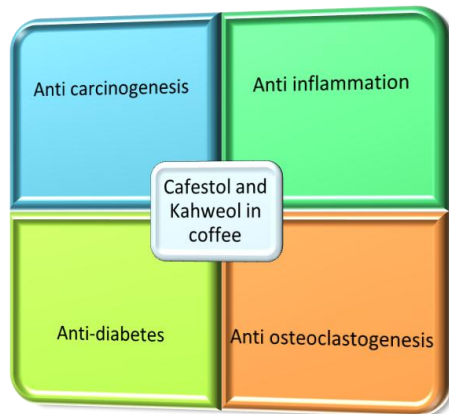 Anti carcinogenesis
Anti inflammation
Cafestol and
Kahweol in
coffee
Anti-diabetes
Anti osteoclastogenesis